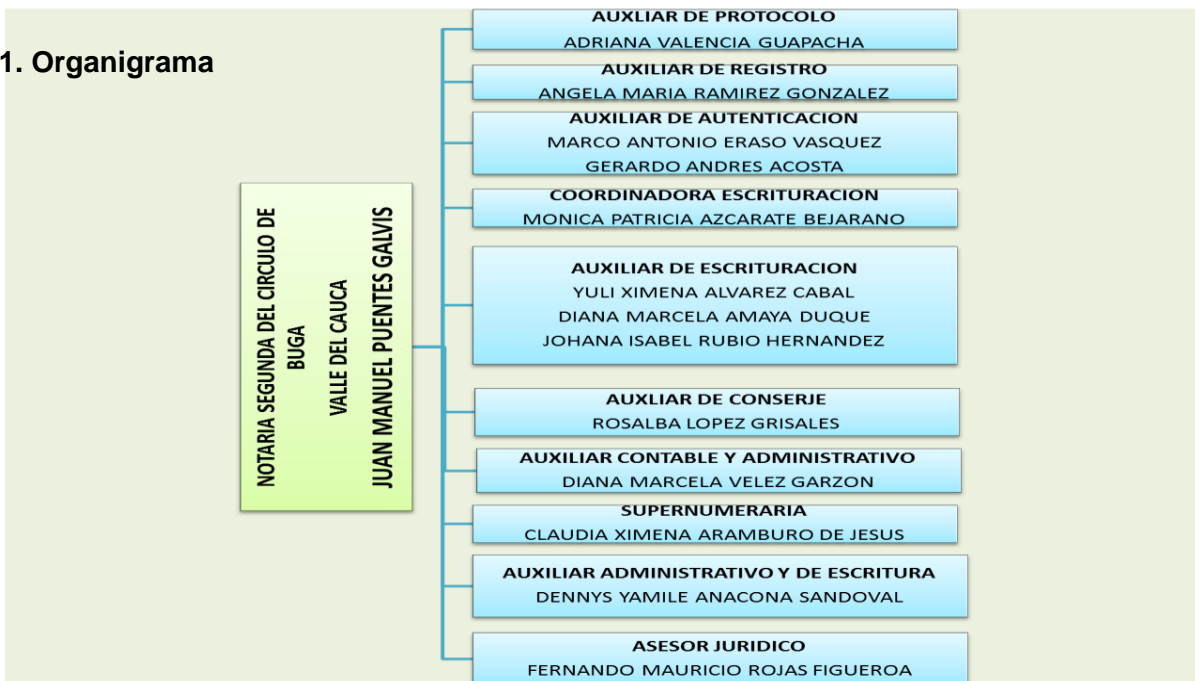 1. Organigrama
NOTARIA SEGUNDA DEL CIRCULO DE
BUGA
VALLE DEL CAUCA
JUAN MANUEL PUENTES GALVIS
AUXLIAR DE PROTOCOLO
ADRIANA VALENCIA GUAPACHA
AUXILIAR DE REGISTRO
ANGELA MARIA RAMIREZ GONZALEZ
AUXILIAR DE AUTENTICACION
MARCO ANTONIO ERASO VASQUEZ
GERARDO ANDRES ACOSTA
COORDINADORA ESCRITURACION
MONICA PATRICIA AZCARATE BEJARANO
AUXILIAR DE ESCRITURACION
YULI XIMENA ALVAREZ CABAL
DIANA MARCELA AMAYA DUQUE
JOHANA ISABEL RUBIO HERNANDEZ
AUXLIAR DE CONSERJE
ROSALBA LOPEZ GRISALES
AUXILIAR CONTABLE Y ADMINISTRATIVO
DIANA MARCELA VELEZ GARZON
SUPERNUMERARIA
CLAUDIA XIMENA ARAMBURO DE JESUS
AUXILIAR ADMINISTRATIVO Y DE ESCRITURA
DENNYS YAMILE ANACONA SANDOVAL
ASESOR JURIDICO
FERNANDO MAURICIO ROJAS FIGUEROA